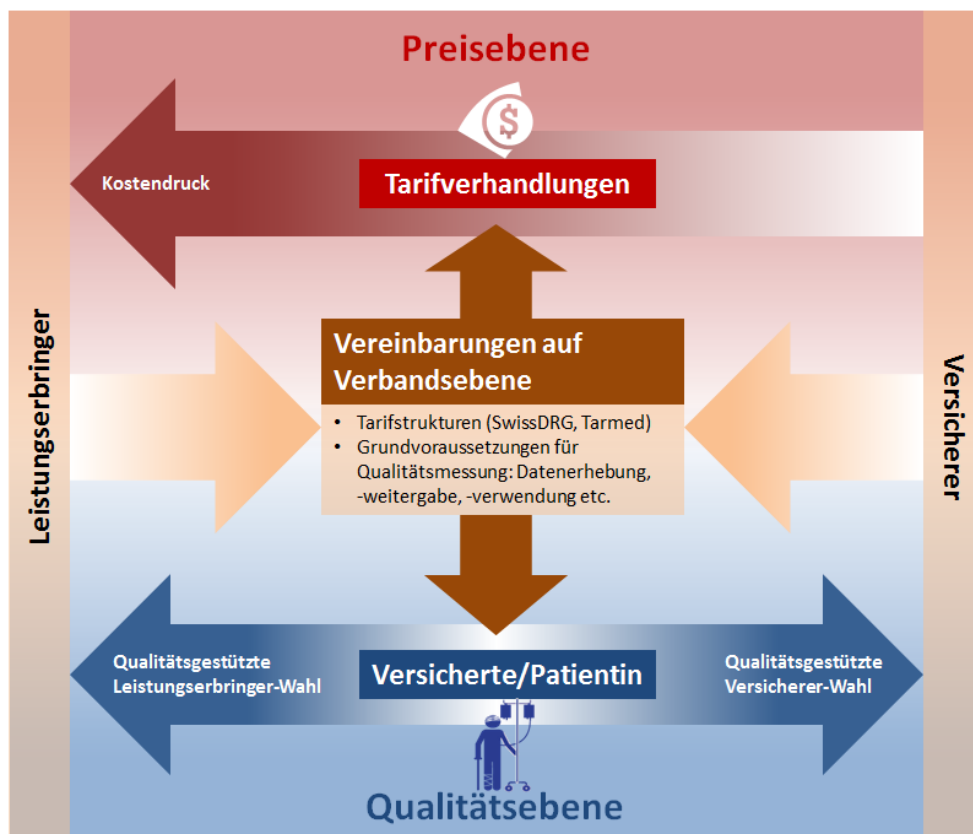 Preisebene
$
Tarifverhandlungen
Kostendruck
Leistungserbringer
Versicherer
Vereinbarungen auf
Verbandsebene
• Tarifstrukturen (SwissDRG, Tarmed)
• Grundvoraussetzungen für
Qualitätsmessung: Datenerhebung,
-weitergabe, -verwendung etc.
Qualitätsgestützte
Leistungserbringer-Wahl
Versicherte/Patientin
Qualitätsgestützte
Versicherer-Wahl
Qualitätsebene